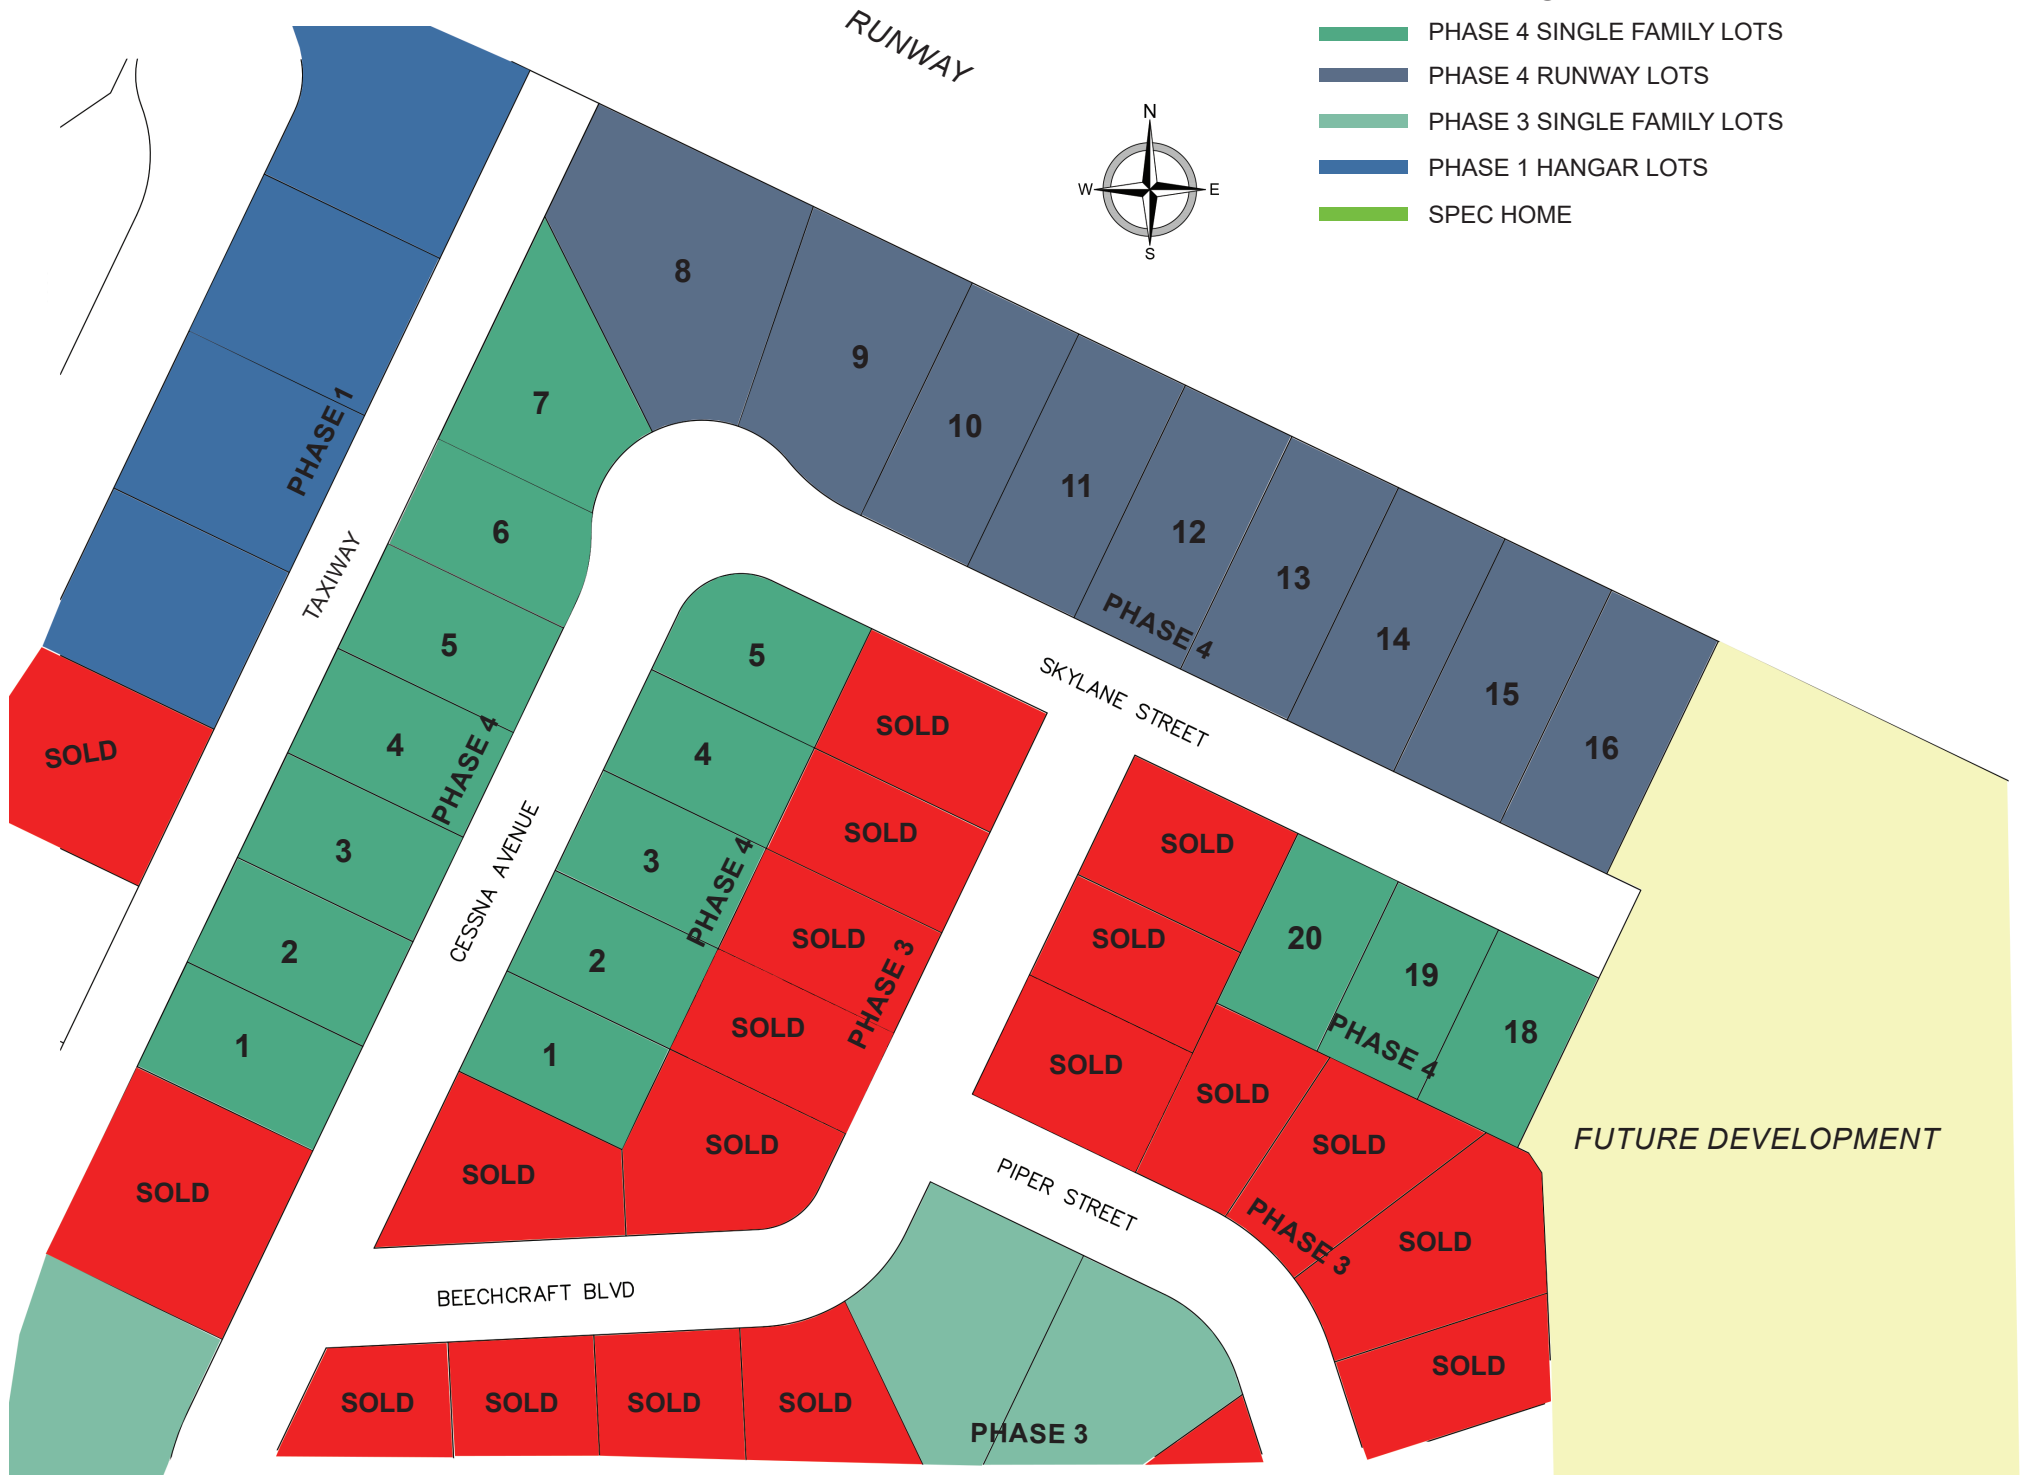 RUNWAY
PHASE 4 SINGLE FAMILY LOTS
PHASE 4 RUNWAY LOTS
PHASE 3 SINGLE FAMILY LOTS
PHASE 1 HANGAR LOTS
SPEC HOME
N
W
E
S
8
9
10
11
12
13
14
15
16
PHASE 4
7
6
5
4
3
2
1
PHASE 4
PHASE 1
TAXIWAY
SOLD
SOLD
CESSNA AVENUE
SKYLANE STREET
5
4
3
2
1
PHASE 4
SOLD
SOLD
SOLD
SOLD
SOLD
SOLD
PHASE 3
SOLD
SOLD
SOLD
20
19
18
PHASE 4
SOLD
SOLD
SOLD
SOLD
PHASE 3
FUTURE DEVELOPMENT
PIPER STREET
BEECHCRAFT BLVD
SOLD
SOLD
SOLD
SOLD
PHASE 3